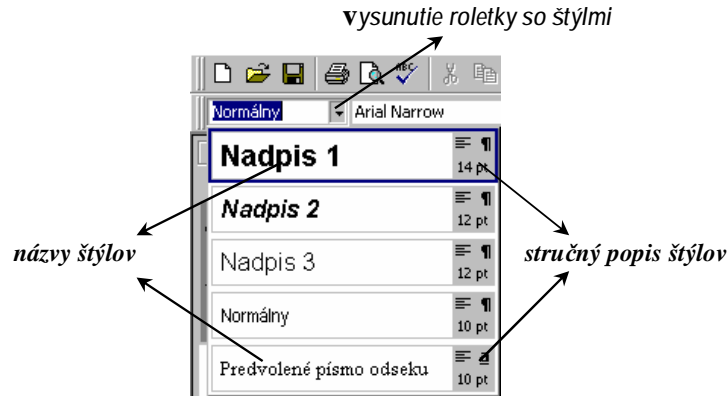 vysunutie roletky so štýlmi
ABC
Normálny Arial Narrow
Nadpis 1
14 pt
Nadpis 2
12 pt
názvy štýlov
stručný popis štýlov
Nadpis 3
12 pt
Normálny
10 pt
Predvolené písmo odseku a
10 pt